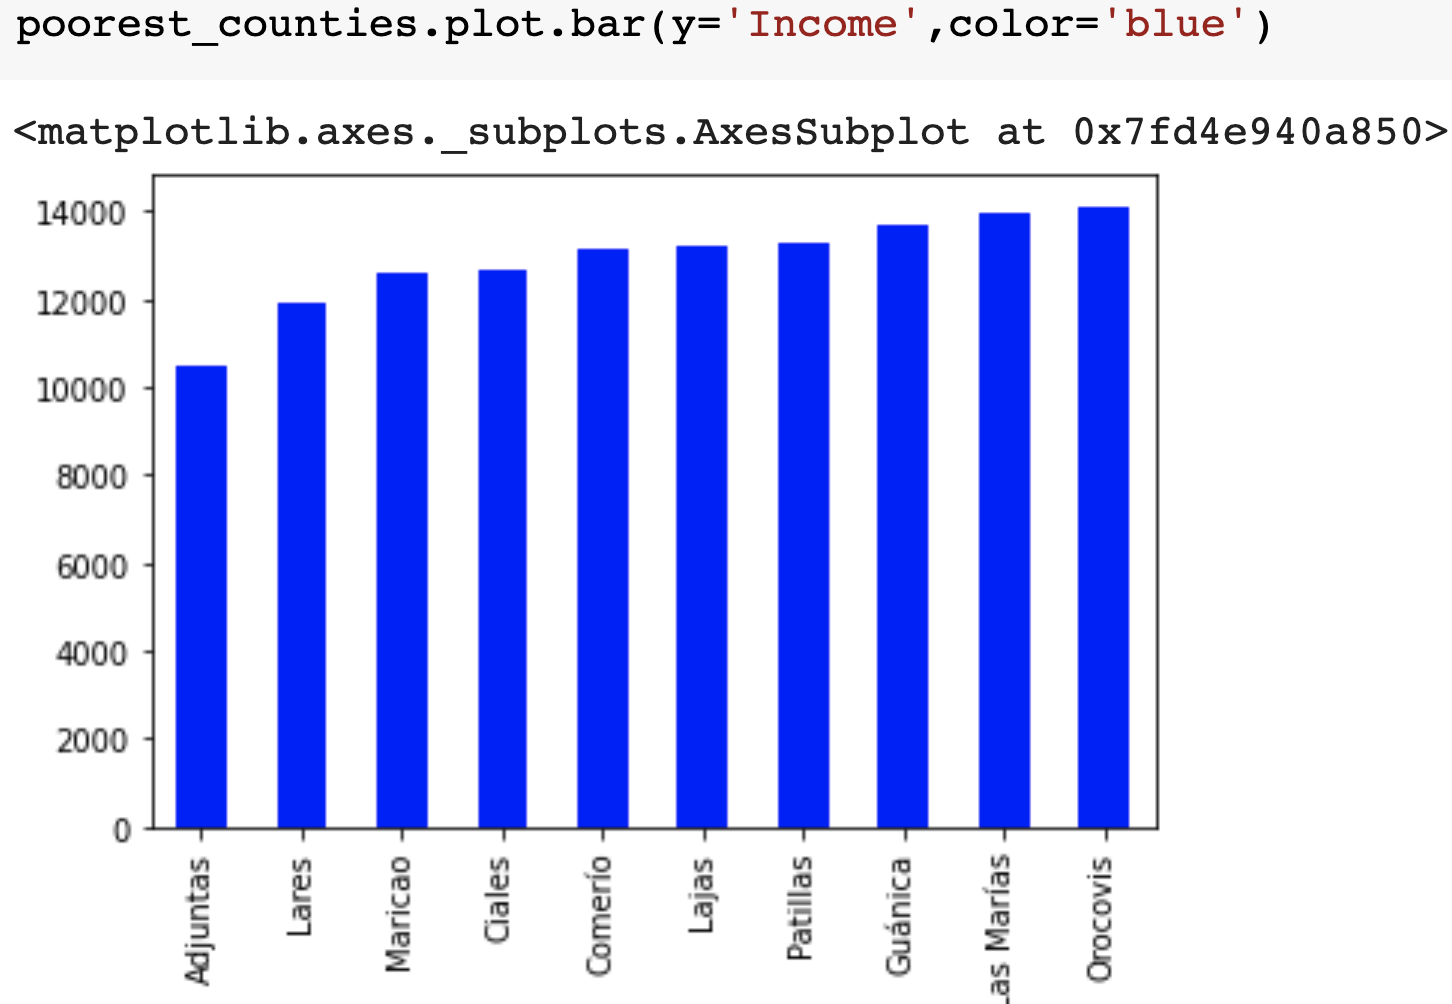 poorest_counties.plot.bar(y='Income',color='blue')
<matplotlib.axes._subplots.AxesSubplot at 0x7fd4e940a850>
14000
12000
10000
8000
6000
4000
2000
0
Adjuntas
Lares
Maricao
Ciales
Comerío
Lajas
Patillas
Guánica
Las Marías
Orocovis